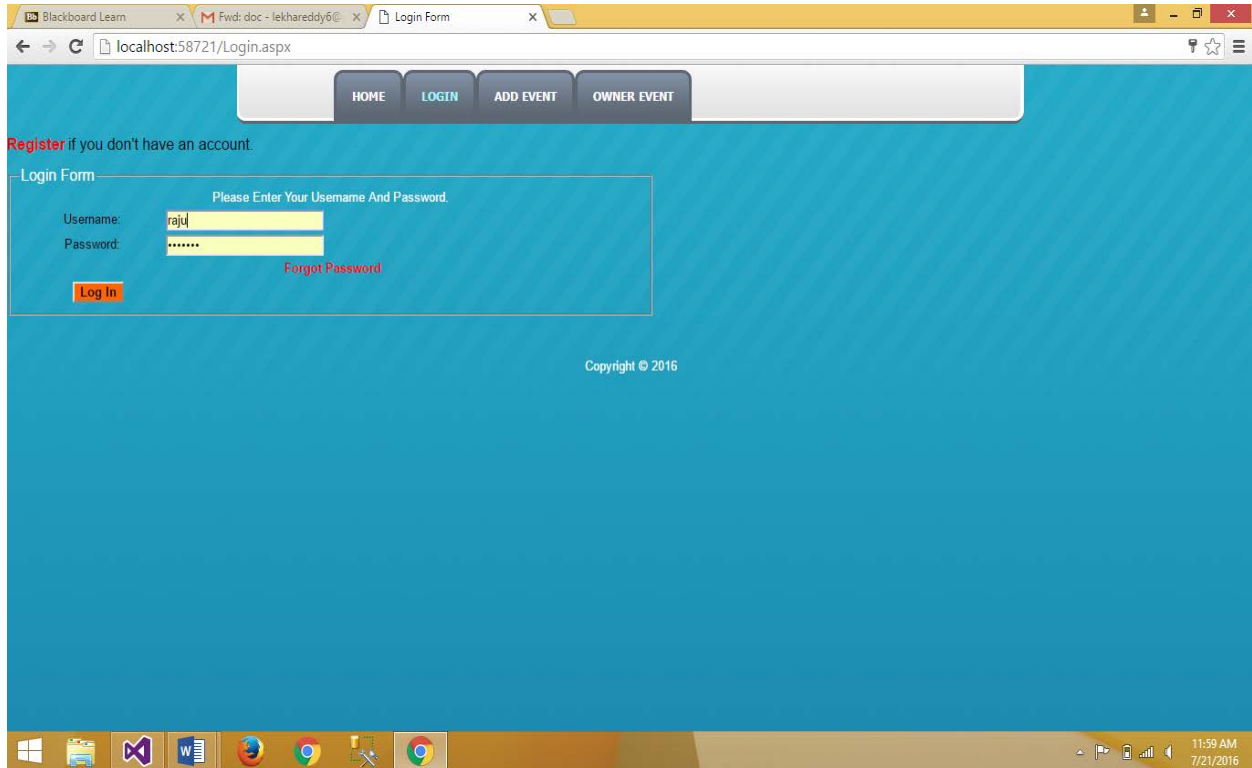 Blackboard Learn
Fwd: doc - lekhareddy6@
Login Form
localhost:58721/Login.aspx
HOME LOGIN ADD EVENT OWNER EVENT
Register if you don't have an account.
Login Form
Please Enter Your Username And Password.
Username: raju
Password: •••••••
Forgot Password
Log In
Copyright © 2016
11:59 AM
7/21/2016